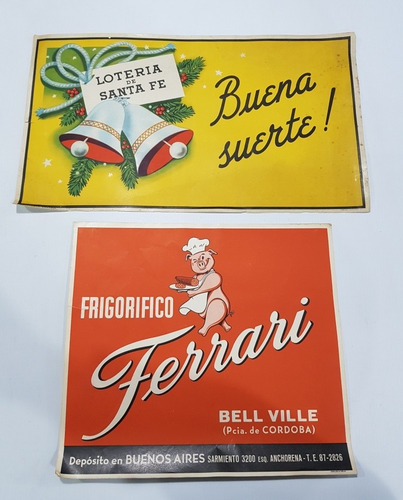 LOTERIA
DE
SANTA FE
Buena
suerte!
FRIGORIFICO
Ferrari
BELL VILLE
(Pcia. de CORDOBA)
Depósito en BUENOS AIRES SARMIENTO 3200 ESQ. ANCHORENA - T. E. 87-2026